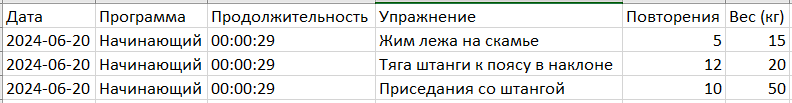 Дата Программа Продолжительность Упражнение Повторения Вес (кг)
2024-06-20 Начинающий 00:00:29 Жим лежа на скамье 5 15
2024-06-20 Начинающий 00:00:29 Тяга штанги к поясу в наклоне 12 20
2024-06-20 Начинающий 00:00:29 Приседания со штангой 10 50